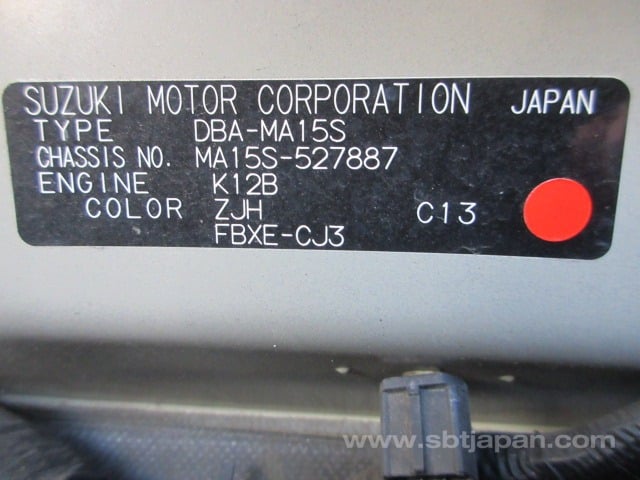 SUZUKI MOTOR CORPORATION JAPAN
TYPE DBA-MA15S
CHASSIS NO. MA15S-527887
ENGINE K12B
COLOR ZJH C13
FBXE-CJ3
www.sbtjapan.com